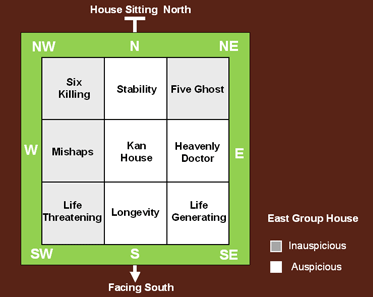 House Sitting North
NW N NE
Six
Killing
Stability
Five Ghost
W
Mishaps
Kan
House
Heavenly
Doctor
E
Life
Threatening
Longevity
Life
Generating
SW S SE
Facing South
East Group House
Inauspicious
Auspicious